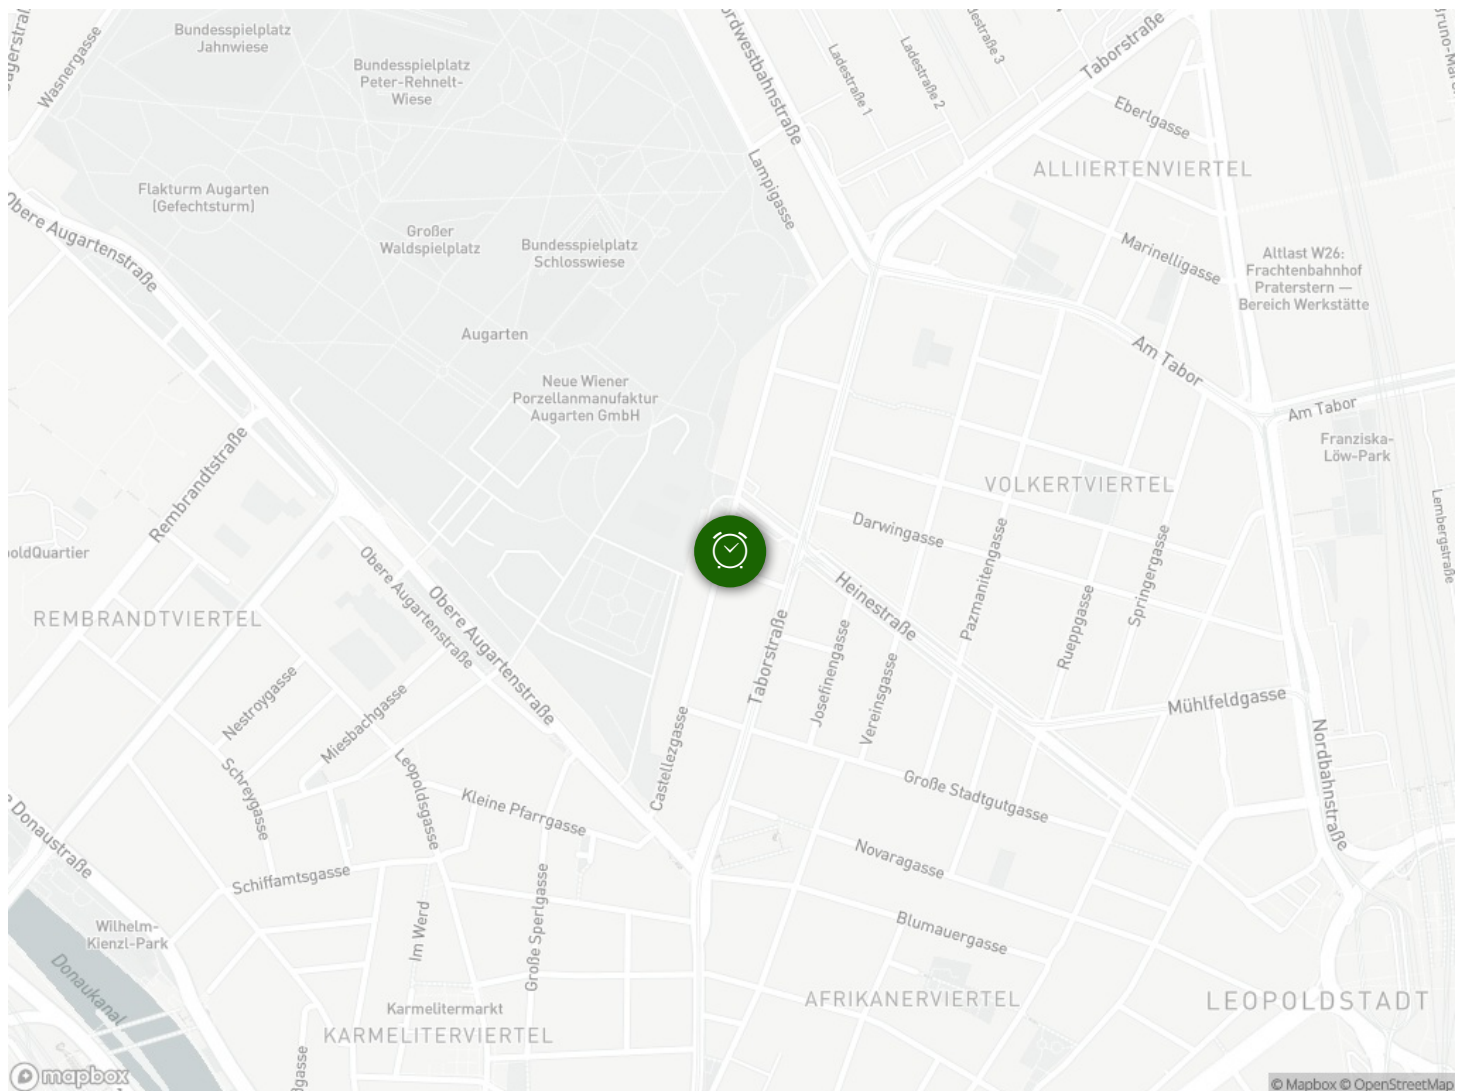 Bundesspielplatz
Jahnwiese
Wasnergasse
Bundesspielplatz
Peter-Rehnelt-
Wiese
Nordwestbahnstraße
Ladestraße 1
Ladestraße 2
Taborstraße
Eberlgasse
ALLIIERTENVIERTEL
Lampigasse
Flakturm Augarten
(Gefechtsturm)
Obere Augartenstraße
Großer
Waldspielplatz
Bundesspielplatz
Schlosswiese
Marinelligasse
Altlast W26:
Frachtenbahnhof
Praterstern —
Bereich Werkstätte
Augarten
Am Tabor
Neue Wiener
Porzellanmanufaktur
Augarten GmbH
Am Tabor
Franziska-
Löw-Park
Rembrandtstraße
VOLKERTVIERTEL
Lembergstraße
Darwingasse
oldQuartier
Obere Augartenstraße
Obere Augartenstraße
Heinestraße
Pazmanitengasse
Springergasse
Rueppgasse
REMBRANDTVIERTEL
Taborstraße
Josefinengasse
Vereinsgasse
Nestroygasse
Miesbachgasse
Mühlfeldgasse
Castellezgasse
Nordbahnstraße
Schreygasse
Leopoldsgasse
Kleine Pfarrgasse
Große Stadtgutgasse
Donaustraße
Schiffamtsgasse
Novaragasse
Im Werd
Große Sperlgasse
Blumauergasse
Wilhelm-
Kienzl-Park
Donaukanal
Karmelitermarkt
KARMELITERVIERTEL
AFRIKANERVIERTEL
LEOPOLDSTADT
mapbox
© Mapbox © OpenStreetMap